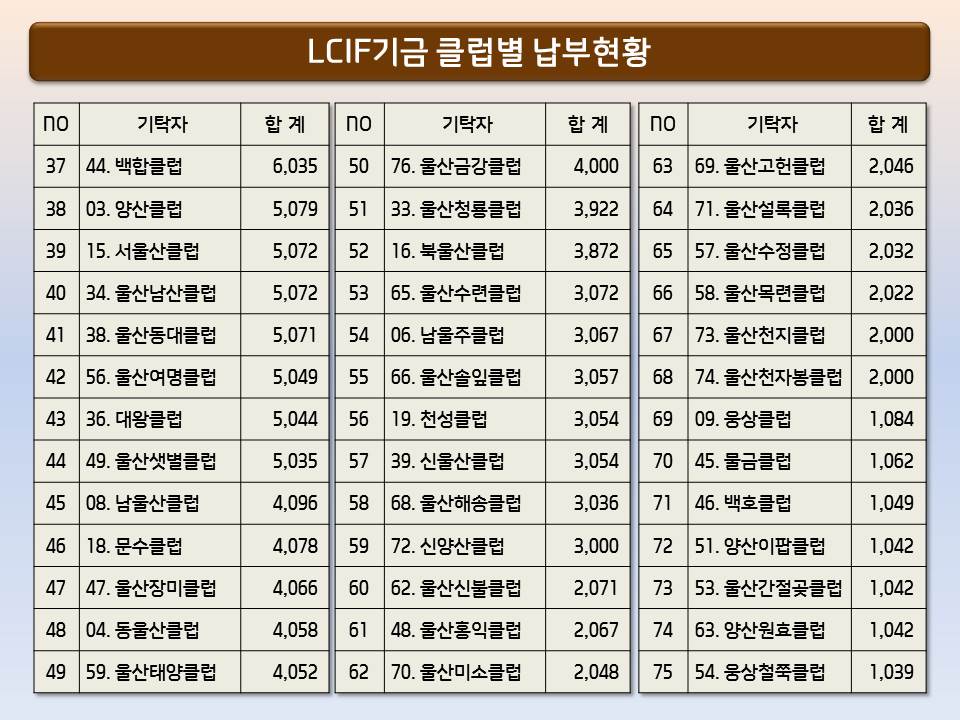 LCIF기금 클럽별 납부현황
NO 기탁자 합 계 NO 기탁자 합 계 NO 기탁자 합 계
37 44. 백합클럽 6,035 50 76. 울산금강클럽 4,000 63 69. 울산고헌클럽 2,046
38 03. 양산클럽 5,079 51 33. 울산청룡클럽 3,922 64 71. 울산설록클럽 2,036
39 15. 서울산클럽 5,072 52 16. 북울산클럽 3,872 65 57. 울산수정클럽 2,032
40 34. 울산남산클럽 5,072 53 65. 울산수련클럽 3,072 66 58. 울산목련클럽 2,022
41 38. 울산동대클럽 5,071 54 06. 남울주클럽 3,067 67 73. 울산천지클럽 2,000
42 56. 울산여명클럽 5,049 55 66. 울산솔잎클럽 3,057 68 74. 울산천자봉클럽 2,000
43 36. 대왕클럽 5,044 56 19. 천성클럽 3,054 69 09. 웅상클럽 1,084
44 49. 울산샛별클럽 5,035 57 39. 신울산클럽 3,054 70 45. 물금클럽 1,062
45 08. 남울산클럽 4,096 58 68. 울산해송클럽 3,036 71 46. 백호클럽 1,049
46 18. 문수클럽 4,078 59 72. 신양산클럽 3,000 72 51. 양산이팝클럽 1,042
47 47. 울산장미클럽 4,066 60 62. 울산신불클럽 2,071 73 53. 울산간절곶클럽 1,042
48 04. 동울산클럽 4,058 61 48. 울산홍익클럽 2,067 74 63. 양산원효클럽 1,042
49 59. 울산태양클럽 4,052 62 70. 울산미소클럽 2,048 75 54. 웅상철쭉클럽 1,039